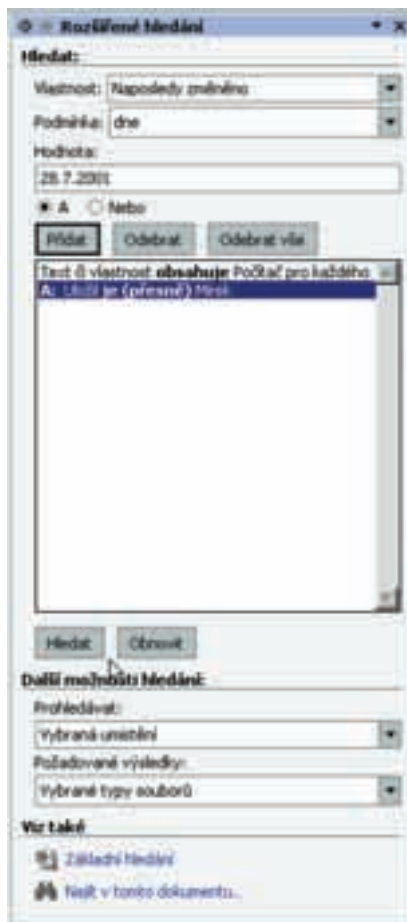 Rozšířené hledání
Hledat:
Vlastnost: Naposledy změněno
Podmínka: dne
Hodnota:
28.7.2001
A Nebo
Přidat Odebrat Odebrat vše
Text či vlastnost obsahuje Počítač pro každého
A: Uložil je (přesně) Mirek
Hledat Obnovit
Další možnosti hledání:
Prohledávat:
Vybraná umístění
Požadované výsledky:
Vybrané typy souborů
Viz také
Základní hledání
Najít v tomto dokumentu...